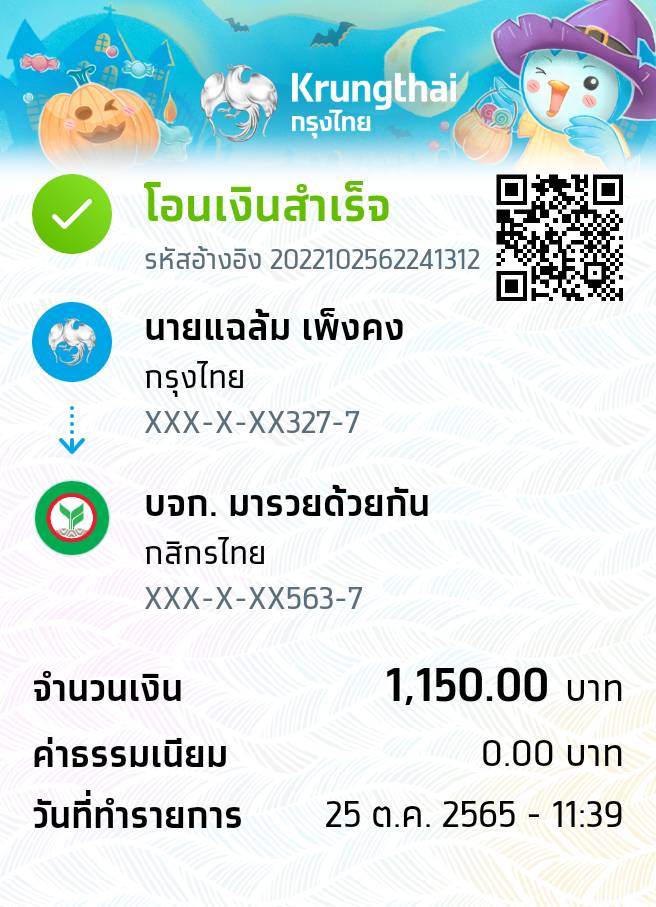 Krungthai
กรุงไทย
โอนเงินสำเร็จ
รหัสอ้างอิง 2022102562241312
นายแฉล้ม เพ็งคง
กรุงไทย
XXX-X-XX327-7
บจก. มารวยด้วยกัน
กสิกรไทย
XXX-X-XX563-7
จำนวนเงิน 1,150.00 บาท
ค่าธรรมเนียม 0.00 บาท
วันที่ทำรายการ 25 ต.ค. 2565 - 11:39